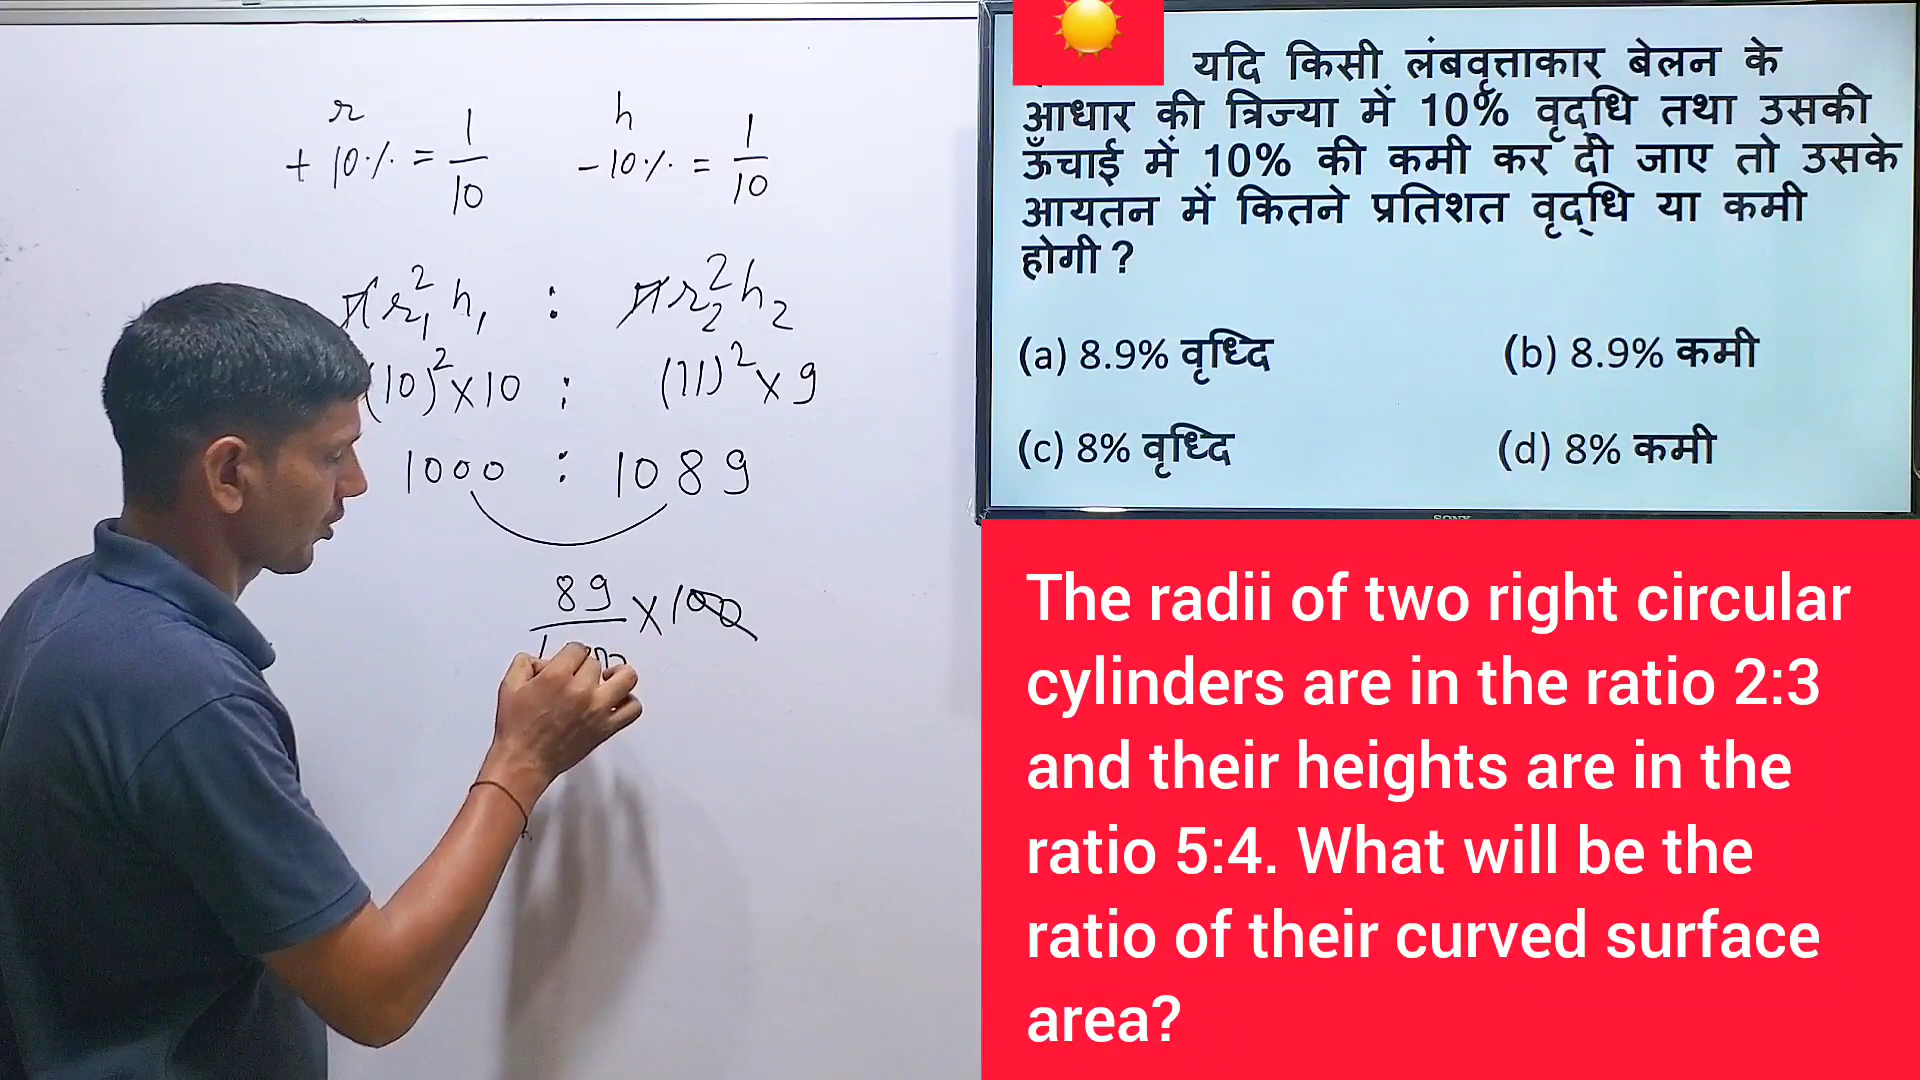 r h
+ 10% = 1/10 - 10% = 1/10
πr₁²h₁ : πr₂²h₂
(10)²×10 : (11)²×9
1000 : 1089
89 ×100
यदि किसी लंबवृत्ताकार बेलन के
आधार की त्रिज्या में 10% वृद्धि तथा उसकी
ऊँचाई में 10% की कमी कर दी जाए तो उसके
आयतन में कितने प्रतिशत वृद्धि या कमी
होगी ?
(a) 8.9% वृध्दि (b) 8.9% कमी
(c) 8% वृध्दि (d) 8% कमी
SONY
The radii of two right circular
cylinders are in the ratio 2:3
and their heights are in the
ratio 5:4. What will be the
ratio of their curved surface
area?